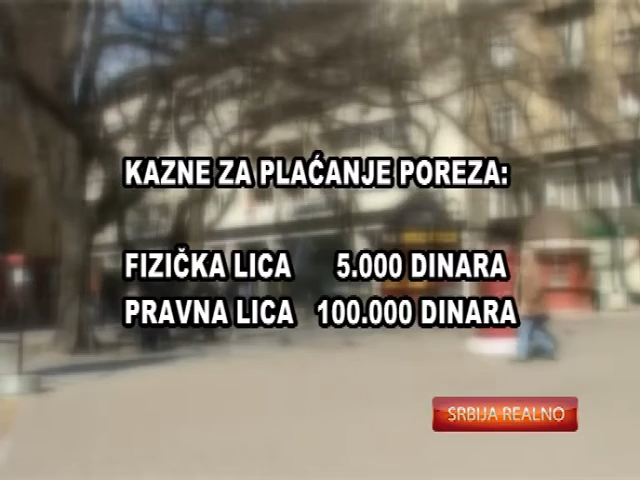 KAZNE ZA PLAĆANJE POREZA:
FIZIČKA LICA 5.000 DINARA
PRAVNA LICA 100.000 DINARA
SRBIJA REALNO